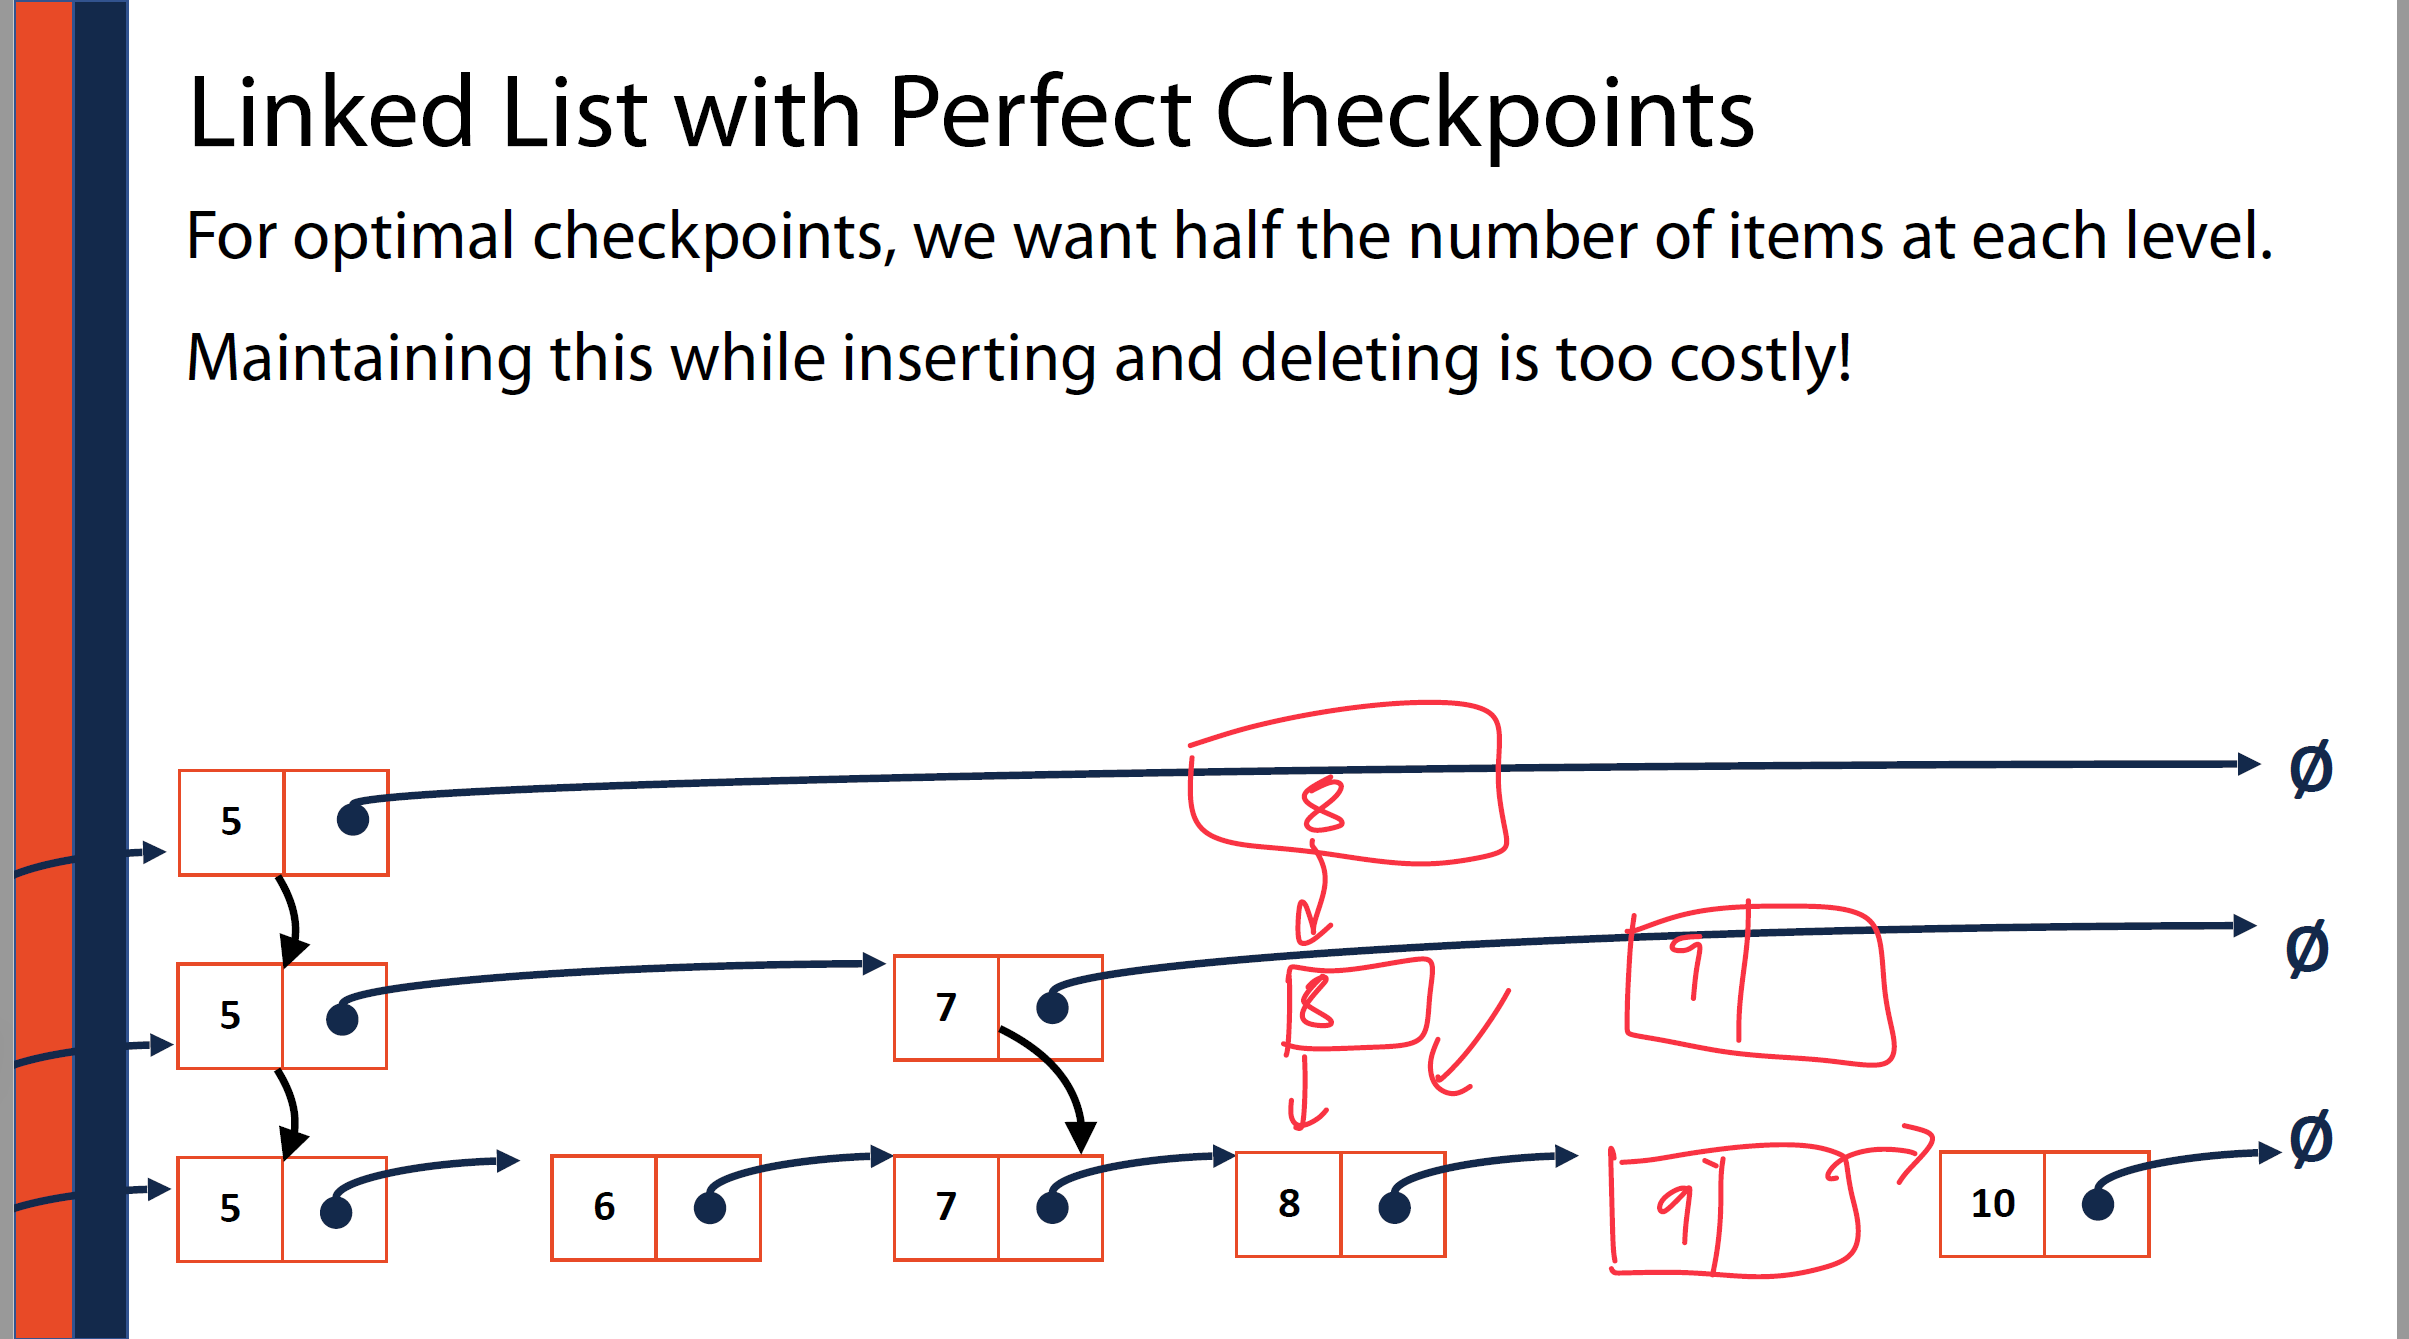 Linked List with Perfect Checkpoints
For optimal checkpoints, we want half the number of items at each level.
Maintaining this while inserting and deleting is too costly!
5 8 Ø
5 7 8 9 Ø
5 6 7 8 9 10 Ø